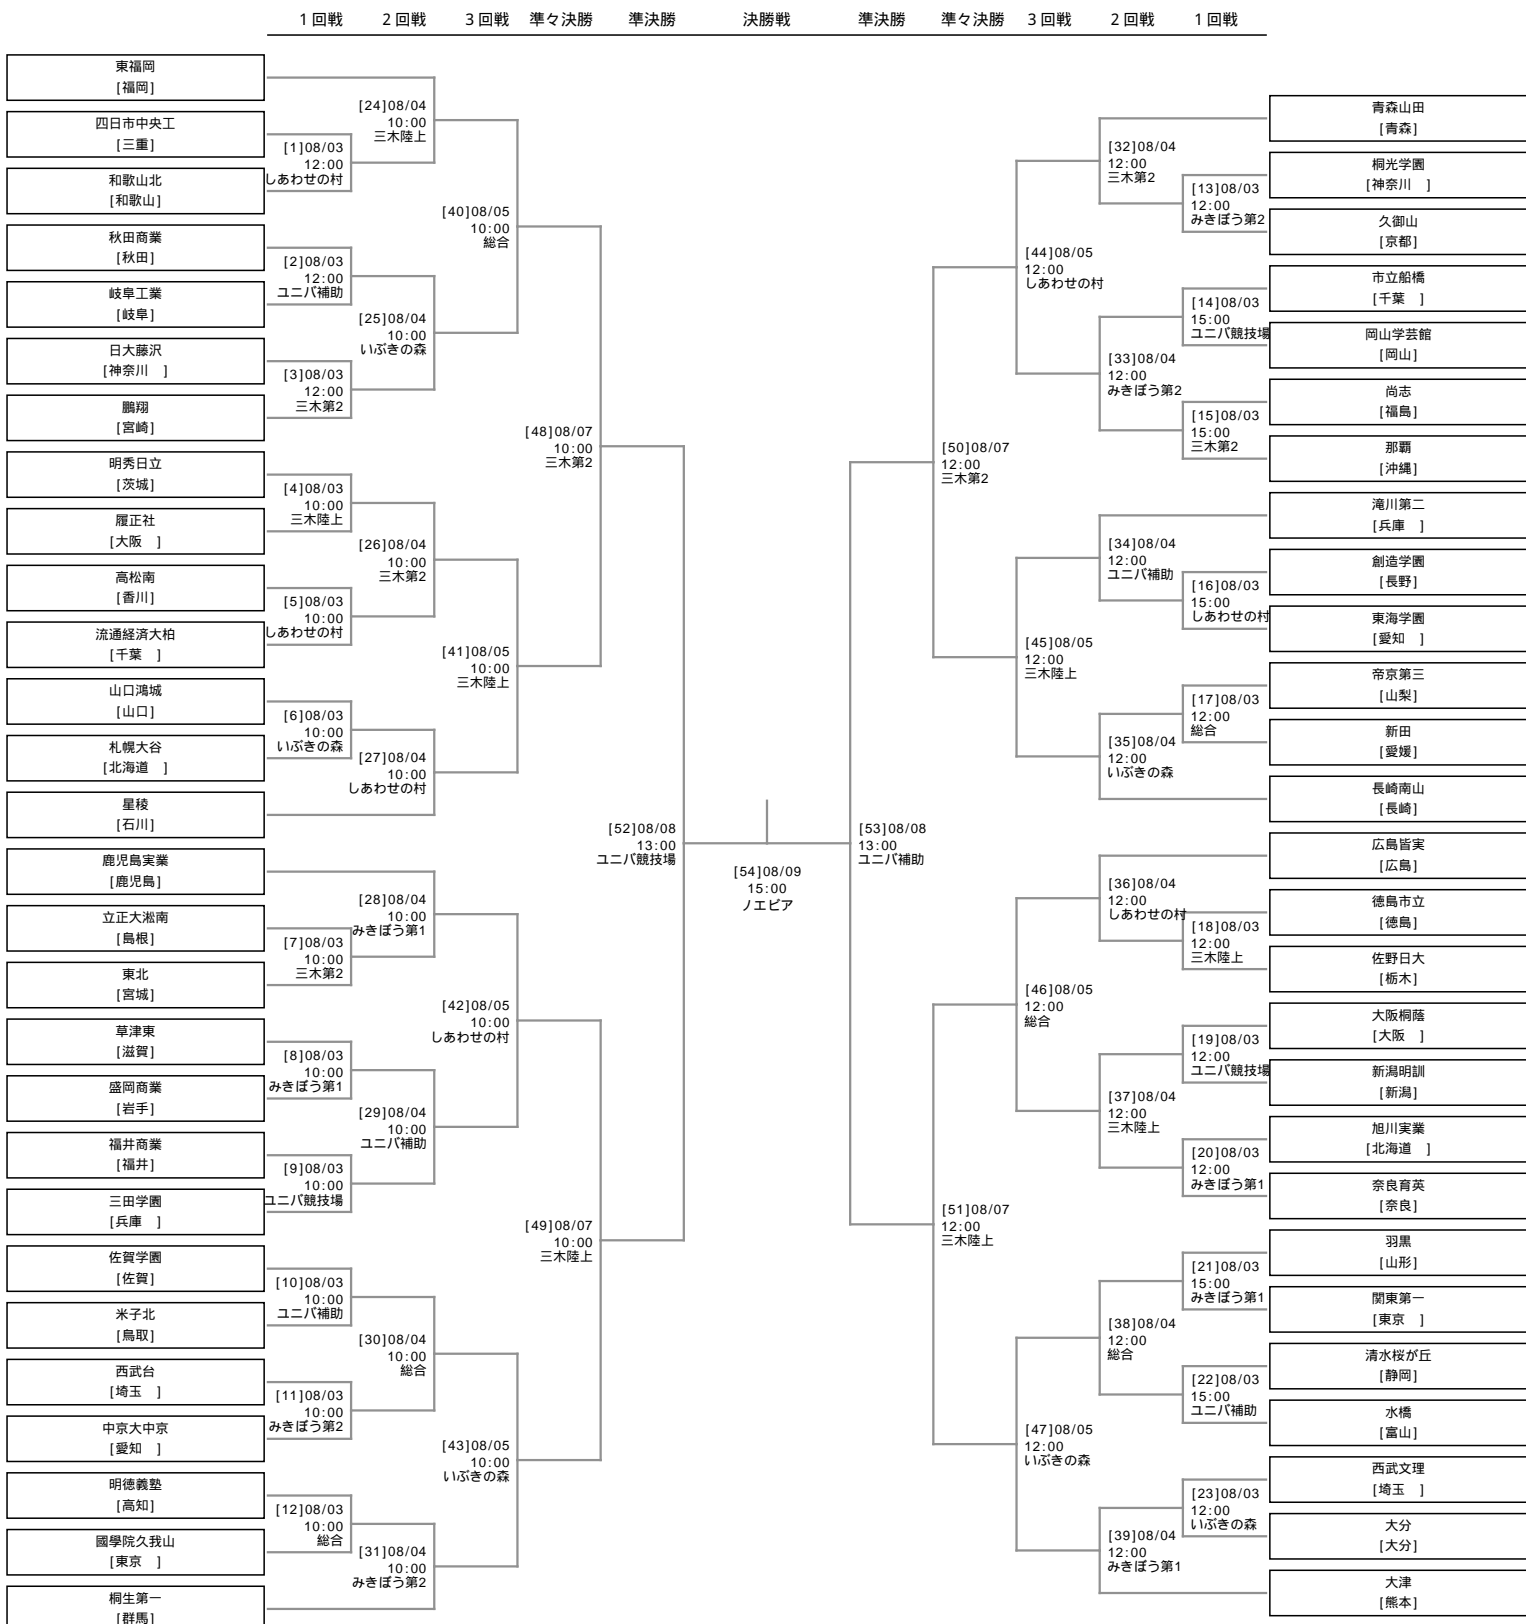 1回戦 2回戦 3回戦 準々決勝 準決勝 決勝戦 準決勝 準々決勝 3回戦 2回戦 1回戦
東福岡
[福岡]
四日市中央工
[三重]
和歌山北
[和歌山]
秋田商業
[秋田]
岐阜工業
[岐阜]
日大藤沢
[神奈川 ]
鵬翔
[宮崎]
明秀日立
[茨城]
履正社
[大阪 ]
高松南
[香川]
流通経済大柏
[千葉 ]
山口鴻城
[山口]
札幌大谷
[北海道 ]
星稜
[石川]
鹿児島実業
[鹿児島]
立正大淞南
[島根]
東北
[宮城]
草津東
[滋賀]
盛岡商業
[岩手]
福井商業
[福井]
三田学園
[兵庫 ]
佐賀学園
[佐賀]
米子北
[鳥取]
西武台
[埼玉 ]
中京大中京
[愛知 ]
明徳義塾
[高知]
國學院久我山
[東京 ]
桐生第一
[群馬]
[1]08/03
12:00
しあわせの村
[2]08/03
12:00
ユニバ補助
[3]08/03
12:00
三木第2
[4]08/03
10:00
三木陸上
[5]08/03
10:00
しあわせの村
[6]08/03
10:00
いぶきの森
[7]08/03
10:00
三木第2
[8]08/03
10:00
みきぼう第1
[9]08/03
10:00
ユニバ競技場
[10]08/03
10:00
ユニバ補助
[11]08/03
10:00
みきぼう第2
[12]08/03
10:00
総合
[24]08/04
10:00
三木陸上
[25]08/04
10:00
いぶきの森
[26]08/04
10:00
三木第2
[27]08/04
10:00
しあわせの村
[28]08/04
10:00
みきぼう第1
[29]08/04
10:00
ユニバ補助
[30]08/04
10:00
総合
[31]08/04
10:00
みきぼう第2
[40]08/05
10:00
総合
[41]08/05
10:00
三木陸上
[42]08/05
10:00
しあわせの村
[43]08/05
10:00
いぶきの森
[48]08/07
10:00
三木第2
[49]08/07
10:00
三木陸上
[52]08/08
13:00
ユニバ競技場
[54]08/09
15:00
ノエビア
[53]08/08
13:00
ユニバ補助
[50]08/07
12:00
三木第2
[51]08/07
12:00
三木陸上
[44]08/05
12:00
しあわせの村
[45]08/05
12:00
三木陸上
[46]08/05
12:00
総合
[47]08/05
12:00
いぶきの森
[32]08/04
12:00
三木第2
[33]08/04
12:00
みきぼう第2
[34]08/04
12:00
ユニバ補助
[35]08/04
12:00
いぶきの森
[36]08/04
12:00
しあわせの村
[37]08/04
12:00
三木陸上
[38]08/04
12:00
総合
[39]08/04
12:00
みきぼう第1
[13]08/03
12:00
みきぼう第2
[14]08/03
15:00
ユニバ競技場
[15]08/03
15:00
三木第2
[16]08/03
15:00
しあわせの村
[17]08/03
12:00
総合
[18]08/03
12:00
三木陸上
[19]08/03
12:00
ユニバ競技場
[20]08/03
12:00
みきぼう第1
[21]08/03
15:00
みきぼう第1
[22]08/03
15:00
ユニバ補助
[23]08/03
12:00
いぶきの森
青森山田
[青森]
桐光学園
[神奈川 ]
久御山
[京都]
市立船橋
[千葉 ]
岡山学芸館
[岡山]
尚志
[福島]
那覇
[沖縄]
滝川第二
[兵庫 ]
創造学園
[長野]
東海学園
[愛知 ]
帝京第三
[山梨]
新田
[愛媛]
長崎南山
[長崎]
広島皆実
[広島]
徳島市立
[徳島]
佐野日大
[栃木]
大阪桐蔭
[大阪 ]
新潟明訓
[新潟]
旭川実業
[北海道 ]
奈良育英
[奈良]
羽黒
[山形]
関東第一
[東京 ]
清水桜が丘
[静岡]
水橋
[富山]
西武文理
[埼玉 ]
大分
[大分]
大津
[熊本]